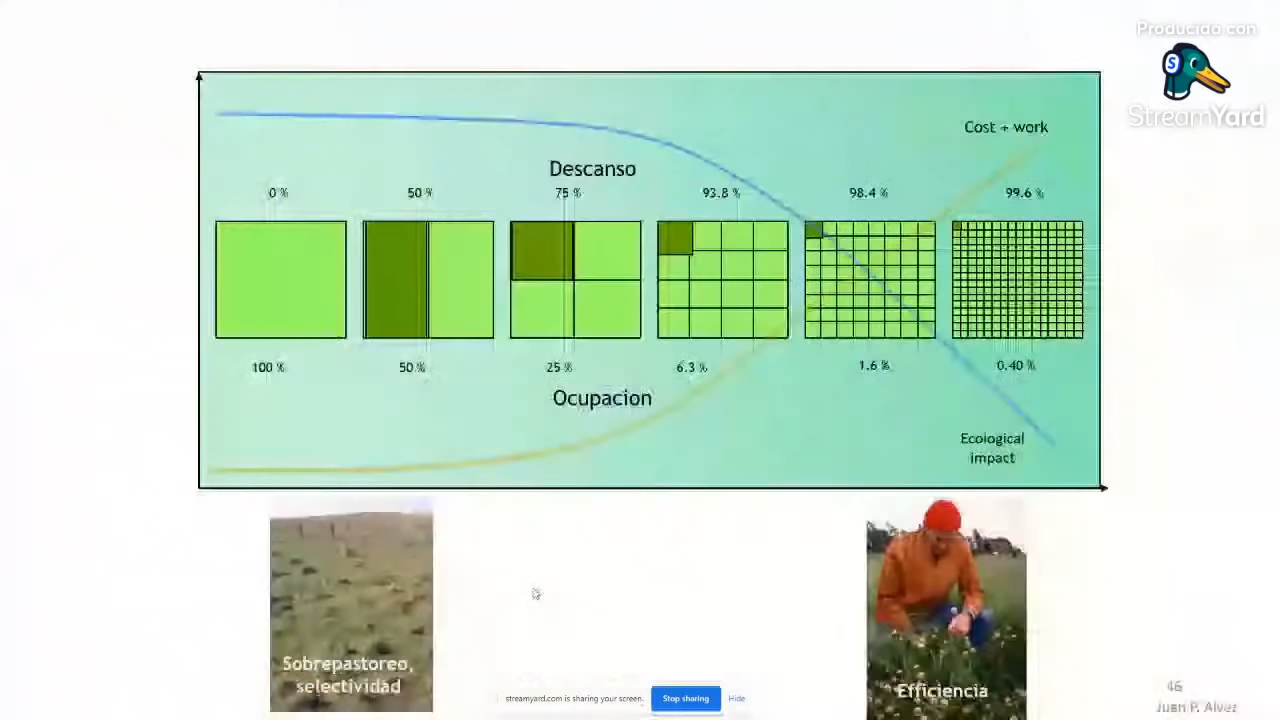 Producido con
StreamYard
Cost + work
Descanso
0 % 50 % 75 % 93.8 % 98.4 % 99.6 %
100 % 50 % 25 % 6.3 % 1.6 % 0.40 %
Ocupacion
Ecological
impact
Sobrepastoreo,
selectividad
Efficiencia
streamyard.com is sharing your screen. Stop sharing Hide
46
Juan P. Alvez